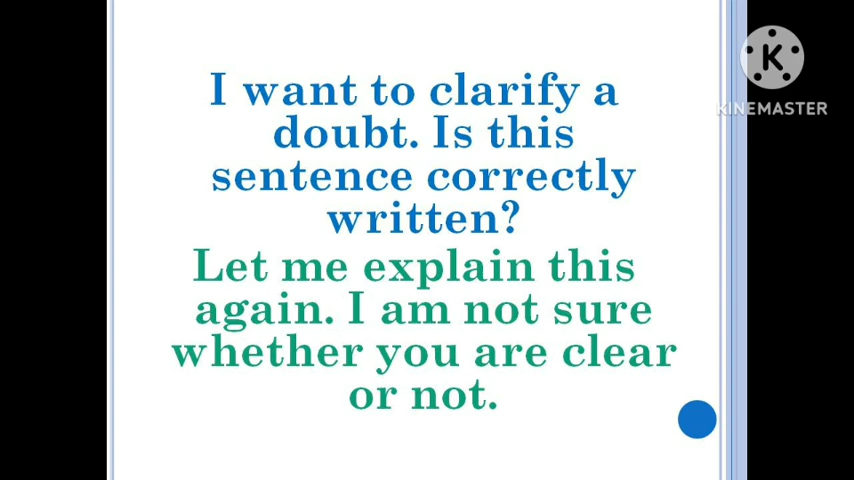 I want to clarify a
doubt. Is this
sentence correctly
written?
Let me explain this
again. I am not sure
whether you are clear
or not.
K
KINEMASTER